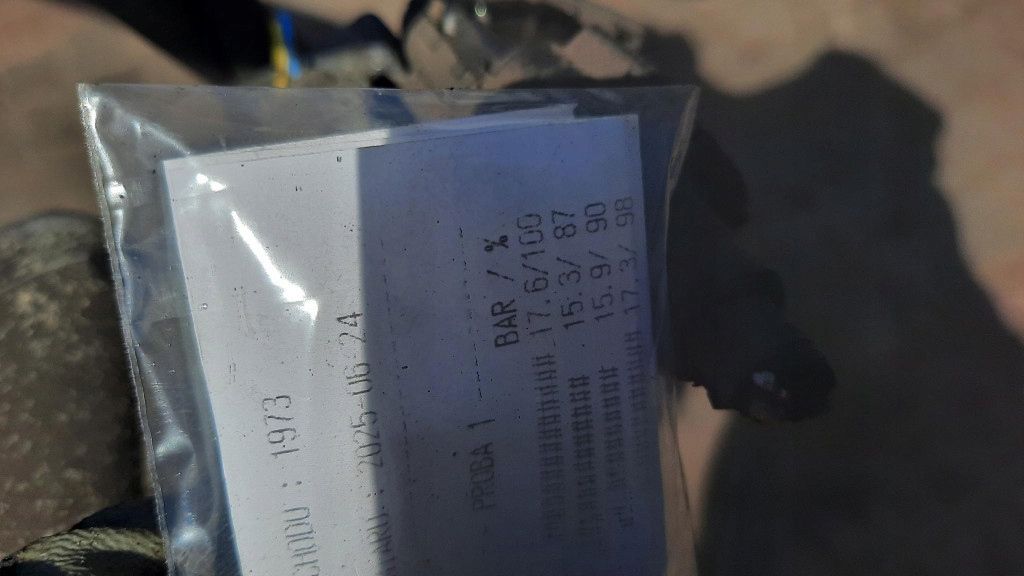 CHODU : 1973
IARU.: 2025-06-24
- PROBA 1 -
BAR / %
########## 17.6/100
######### 15.3/ 87
######### 15.9/ 90
########## 17.3/ 98